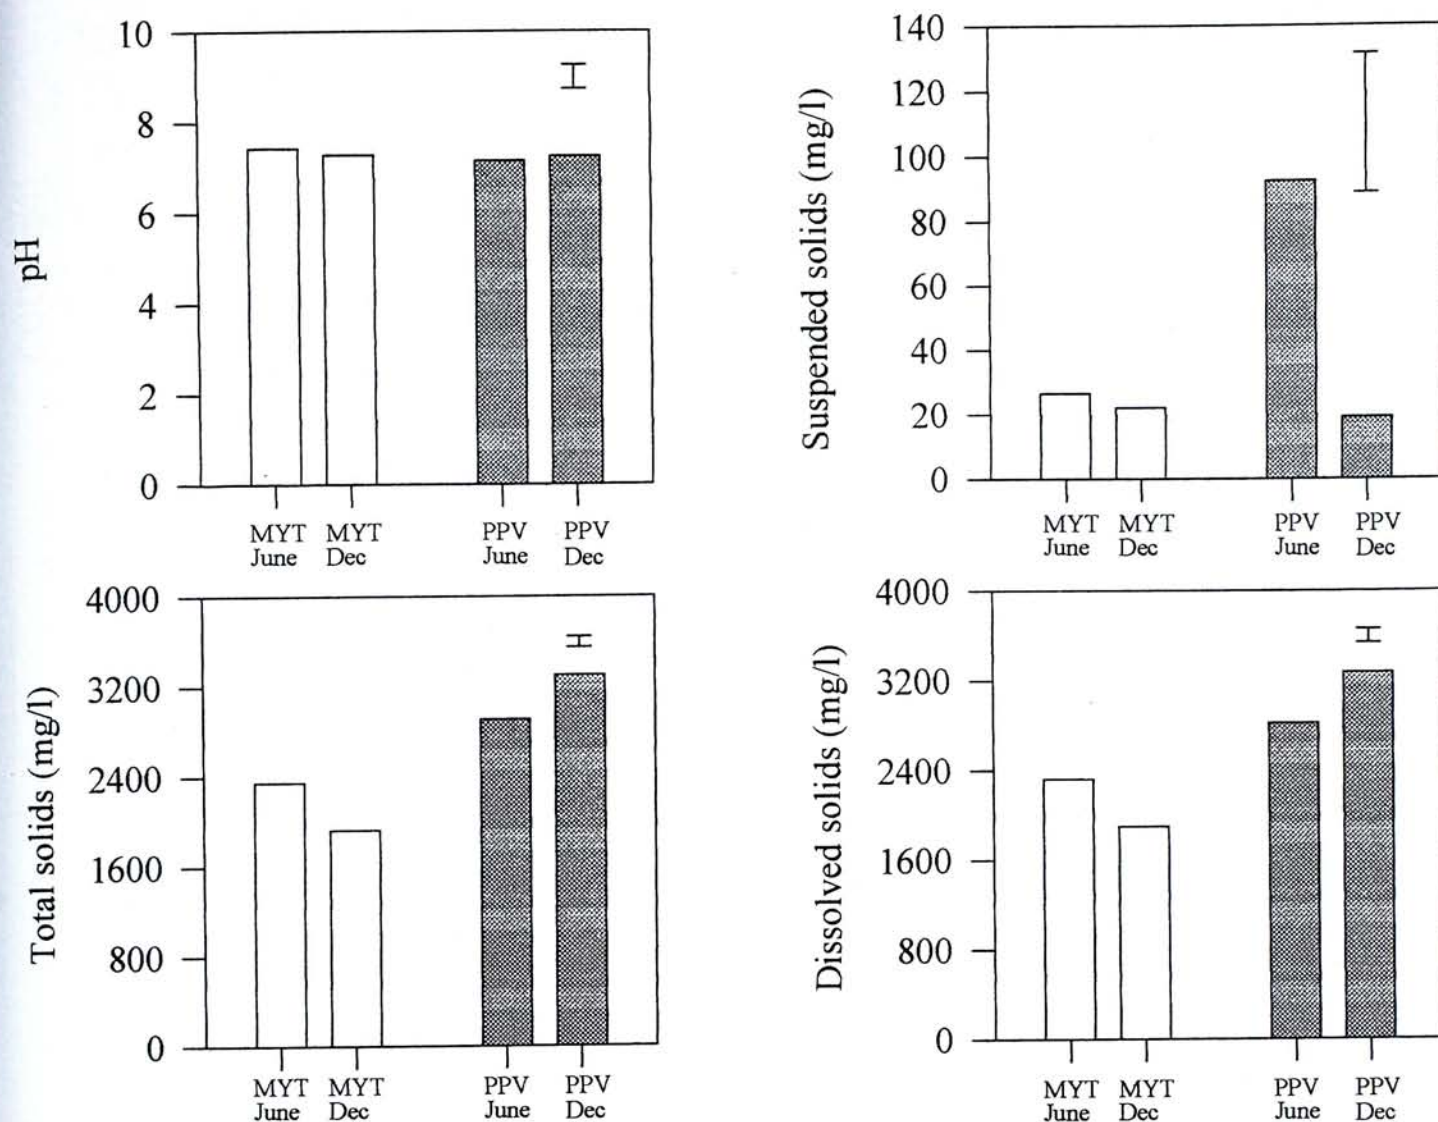 pH
10
8
6
4
2
0
MYT MYT PPV PPV
June Dec June Dec
Suspended solids (mg/l)
140
120
100
80
60
40
20
0
MYT MYT PPV PPV
June Dec June Dec
Total solids (mg/l)
4000
3200
2400
1600
800
0
MYT MYT PPV PPV
June Dec June Dec
Dissolved solids (mg/l)
4000
3200
2400
1600
800
0
MYT MYT PPV PPV
June Dec June Dec